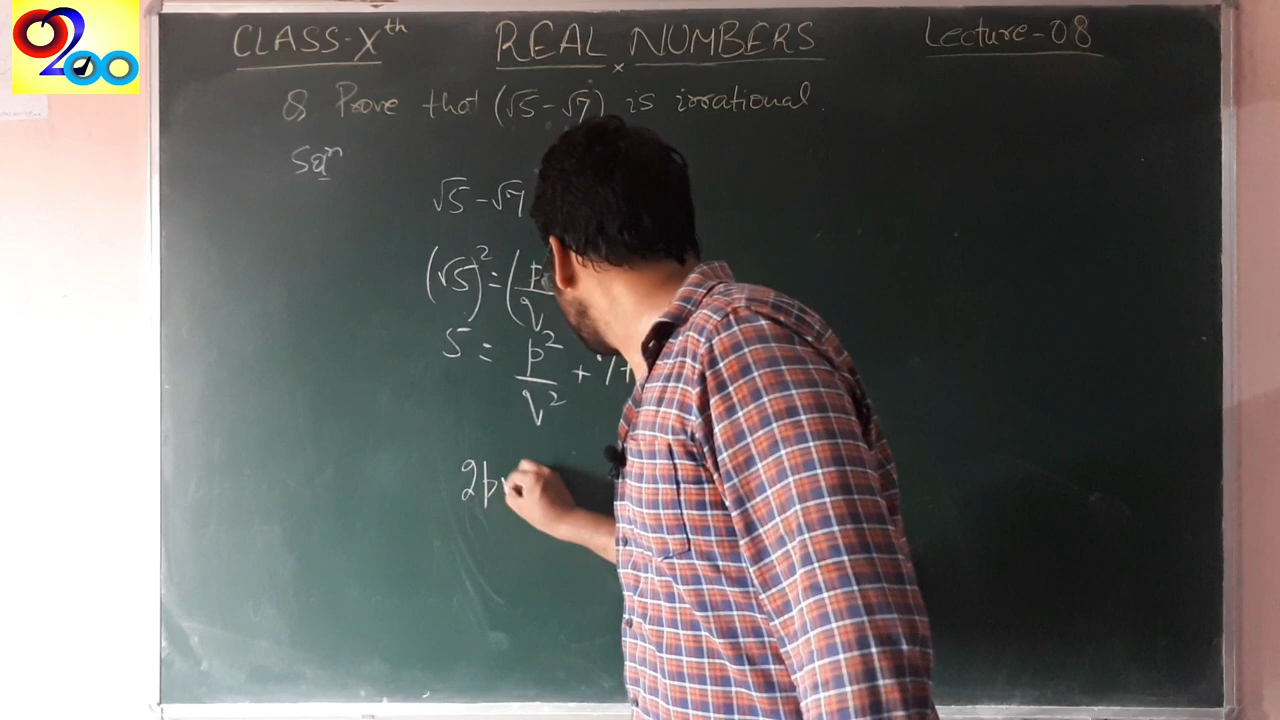 0200
CLASS-Xth REAL NUMBERS Lecture-08
Q Prove that (√5-√7) is irrational.
Solⁿ
√5-√7
(√5)² = (p
q
5 = p²/q² + 7 +
2p